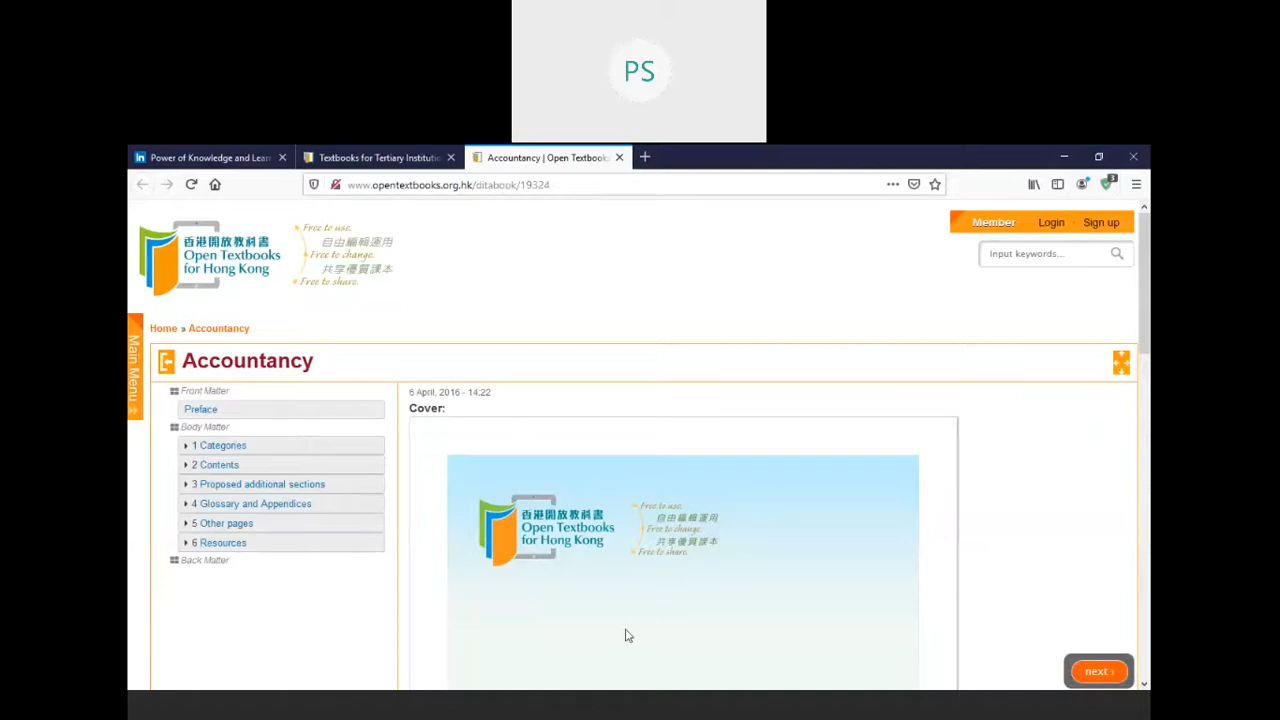 PS
Power of Knowledge and Learn
Textbooks for Tertiary Institutio
Accountancy | Open Textbook
www.opentextbooks.org.hk/ditabook/19324
3
Member Login Sign up
香港開放教科書
Open Textbooks
for Hong Kong
Free to use.
自由編輯運用
Free to change.
共享優質課本
Free to share.
Input keywords...
Home » Accountancy
Main Menu »
Accountancy
Front Matter
Preface
Body Matter
1 Categories
2 Contents
3 Proposed additional sections
4 Glossary and Appendices
5 Other pages
6 Resources
Back Matter
6 April, 2016 - 14:22
Cover:
香港開放教科書
Open Textbooks
for Hong Kong
Free to use.
自由編輯運用
Free to change.
共享優質課本
Free to share.
next ›